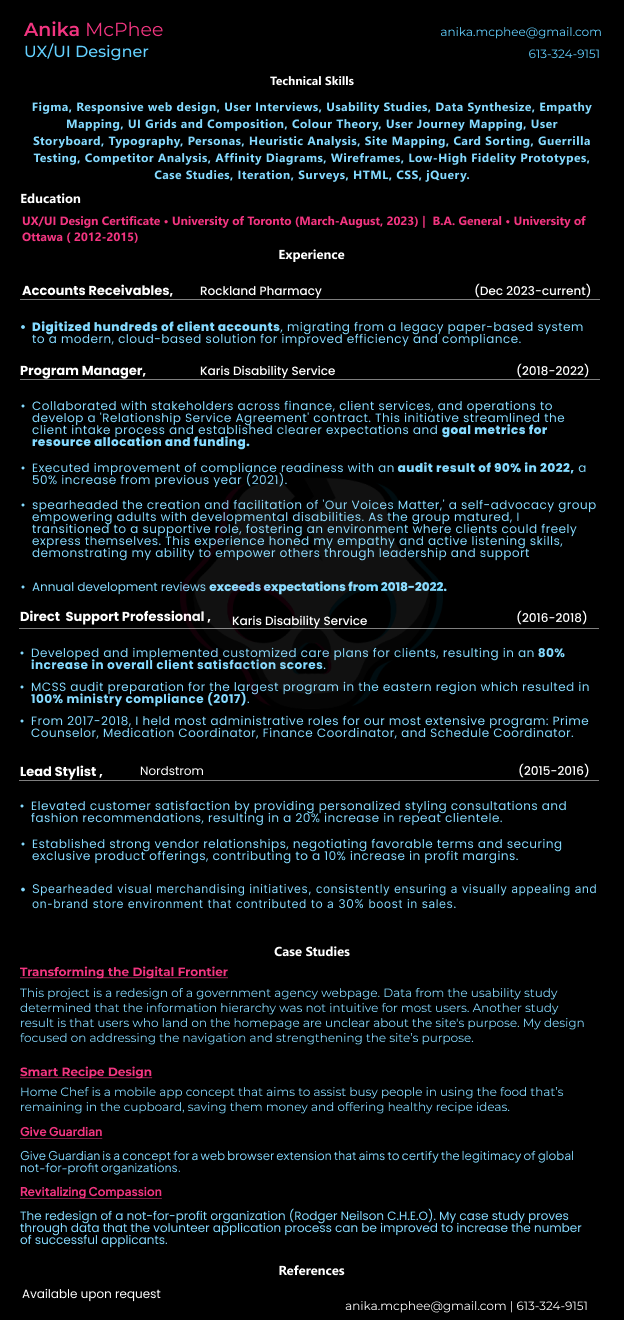 Anika McPhee
anika.mcphee@gmail.com
UX/UI Designer
613-324-9151
Technical Skills
Figma, Responsive web design, User Interviews, Usability Studies, Data Synthesize, Empathy
Mapping, UI Grids and Composition, Colour Theory, User Journey Mapping, User
Storyboard, Typography, Personas, Heuristic Analysis, Site Mapping, Card Sorting, Guerrilla
Testing, Competitor Analysis, Affinity Diagrams, Wireframes, Low-High Fidelity Prototypes,
Case Studies, Iteration, Surveys, HTML, CSS, jQuery.
Education
UX/UI Design Certificate • University of Toronto (March-August, 2023) | B.A. General • University of
Ottawa ( 2012-2015)
Experience
Accounts Receivables, Rockland Pharmacy (Dec 2023-current)
• Digitized hundreds of client accounts, migrating from a legacy paper-based system
to a modern, cloud-based solution for improved efficiency and compliance.
Program Manager, Karis Disability Service (2018-2022)
• Collaborated with stakeholders across finance, client services, and operations to
develop a 'Relationship Service Agreement' contract. This initiative streamlined the
client intake process and established clearer expectations and goal metrics for
resource allocation and funding.
• Executed improvement of compliance readiness with an audit result of 90% in 2022, a
50% increase from previous year (2021).
• spearheaded the creation and facilitation of 'Our Voices Matter,' a self-advocacy group
empowering adults with developmental disabilities. As the group matured, I
transitioned to a supportive role, fostering an environment where clients could freely
express themselves. This experience honed my empathy and active listening skills,
demonstrating my ability to empower others through leadership and support
• Annual development reviews exceeds expectations from 2018-2022.
Direct Support Professional , Karis Disability Service (2016-2018)
• Developed and implemented customized care plans for clients, resulting in an 80%
increase in overall client satisfaction scores.
• MCSS audit preparation for the largest program in the eastern region which resulted in
100% ministry compliance (2017).
• From 2017-2018, I held most administrative roles for our most extensive program: Prime
Counselor, Medication Coordinator, Finance Coordinator, and Schedule Coordinator.
Lead Stylist , Nordstrom (2015-2016)
• Elevated customer satisfaction by providing personalized styling consultations and
fashion recommendations, resulting in a 20% increase in repeat clientele.
• Established strong vendor relationships, negotiating favorable terms and securing
exclusive product offerings, contributing to a 10% increase in profit margins.
• Spearheaded visual merchandising initiatives, consistently ensuring a visually appealing and
on-brand store environment that contributed to a 30% boost in sales.
Case Studies
Transforming the Digital Frontier
This project is a redesign of a government agency webpage. Data from the usability study
determined that the information hierarchy was not intuitive for most users. Another study
result is that users who land on the homepage are unclear about the site's purpose. My design
focused on addressing the navigation and strengthening the site's purpose.
Smart Recipe Design
Home Chef is a mobile app concept that aims to assist busy people in using the food that's
remaining in the cupboard, saving them money and offering healthy recipe ideas.
Give Guardian
Give Guardian is a concept for a web browser extension that aims to certify the legitimacy of global
not-for-profit organizations.
Revitalizing Compassion
The redesign of a not-for-profit organization (Rodger Neilson C.H.E.O). My case study proves
through data that the volunteer application process can be improved to increase the number
of successful applicants.
References
Available upon request
anika.mcphee@gmail.com | 613-324-9151